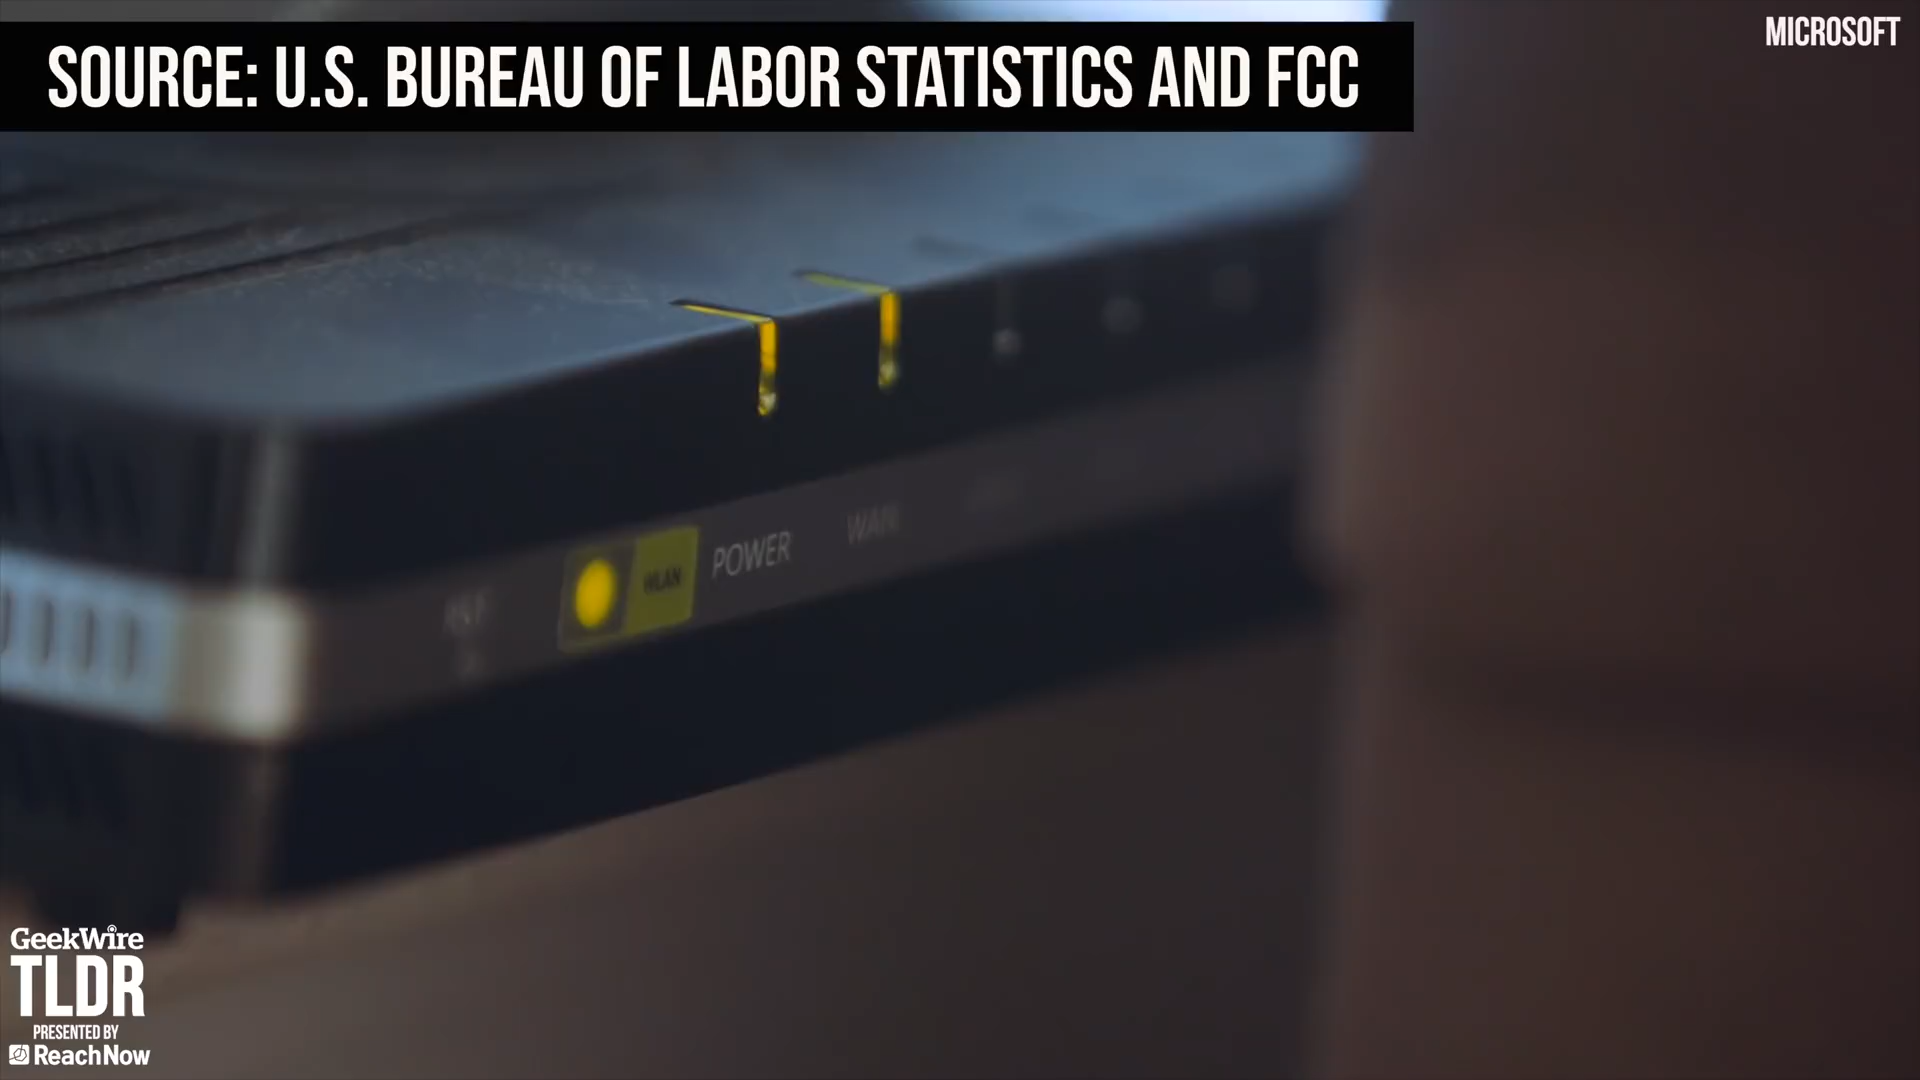 SOURCE: U.S. BUREAU OF LABOR STATISTICS AND FCC
MICROSOFT
WLAN POWER WAN
GeekWire
TLDR
PRESENTED BY
ReachNow